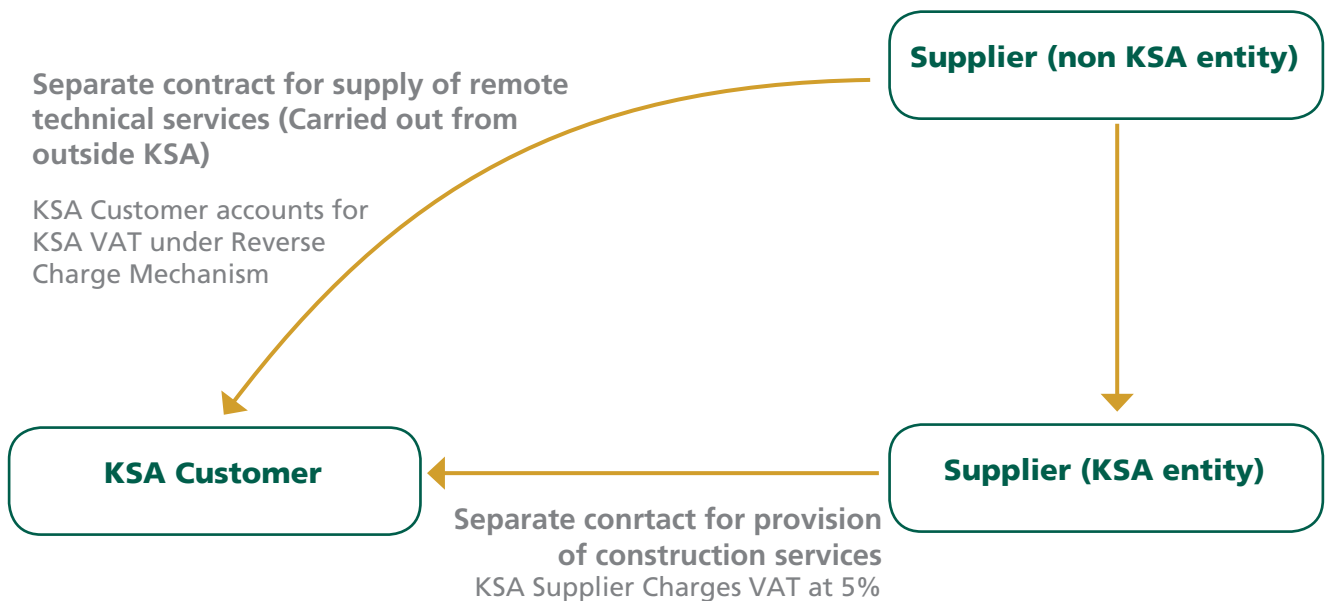 Supplier (non KSA entity)
Separate contract for supply of remote
technical services (Carried out from
outside KSA)
KSA Customer accounts for
KSA VAT under Reverse
Charge Mechanism
KSA Customer
Supplier (KSA entity)
Separate conrtact for provision
of construction services
KSA Supplier Charges VAT at 5%